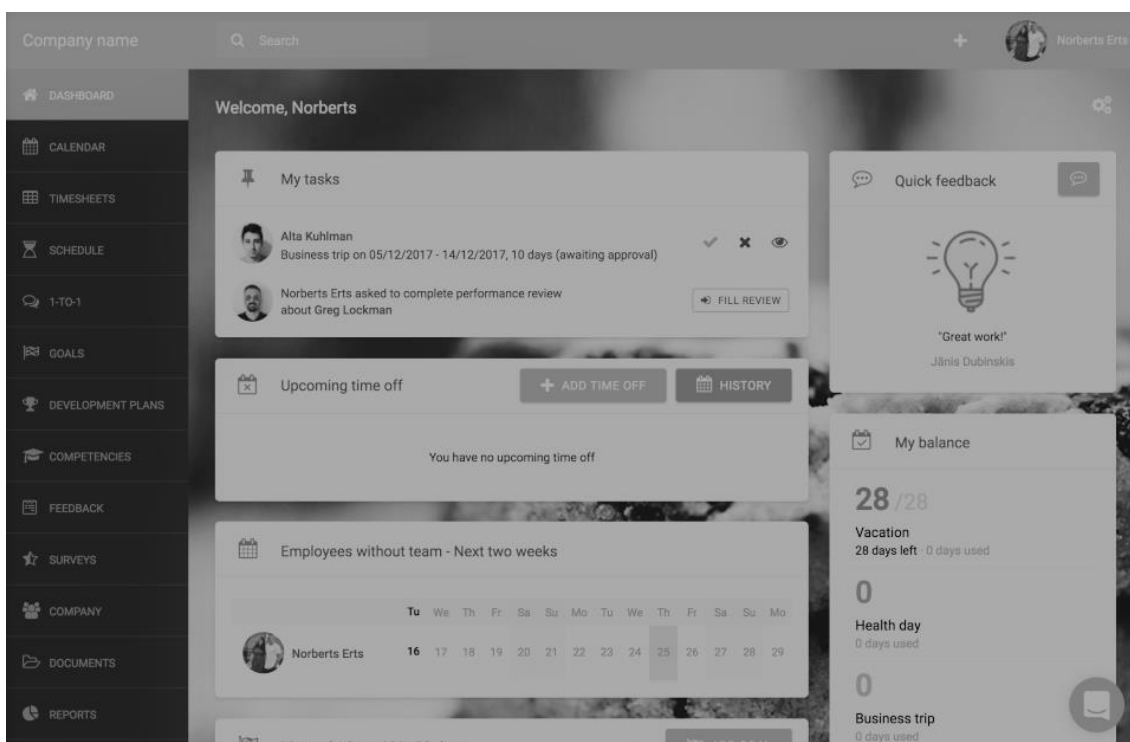 Company name
Search
Norberts Erts
DASHBOARD
CALENDAR
TIMESHEETS
SCHEDULE
1-TO-1
GOALS
DEVELOPMENT PLANS
COMPETENCIES
FEEDBACK
SURVEYS
COMPANY
DOCUMENTS
REPORTS
Welcome, Norberts
My tasks
Alta Kuhlman
Business trip on 05/12/2017 - 14/12/2017, 10 days (awaiting approval)
Norberts Erts asked to complete performance review
about Greg Lockman
FILL REVIEW
Upcoming time off
ADD TIME OFF
HISTORY
You have no upcoming time off
Employees without team - Next two weeks
Tu We Th Fr Sa Su Mo Tu We Th Fr Sa Su Mo
Norberts Erts 16 17 18 19 20 21 22 23 24 25 26 27 28 29
Quick feedback
"Great work!"
Jānis Dubinskis
My balance
28 /28
Vacation
28 days left · 0 days used
0
Health day
0 days used
0
Business trip
0 days used